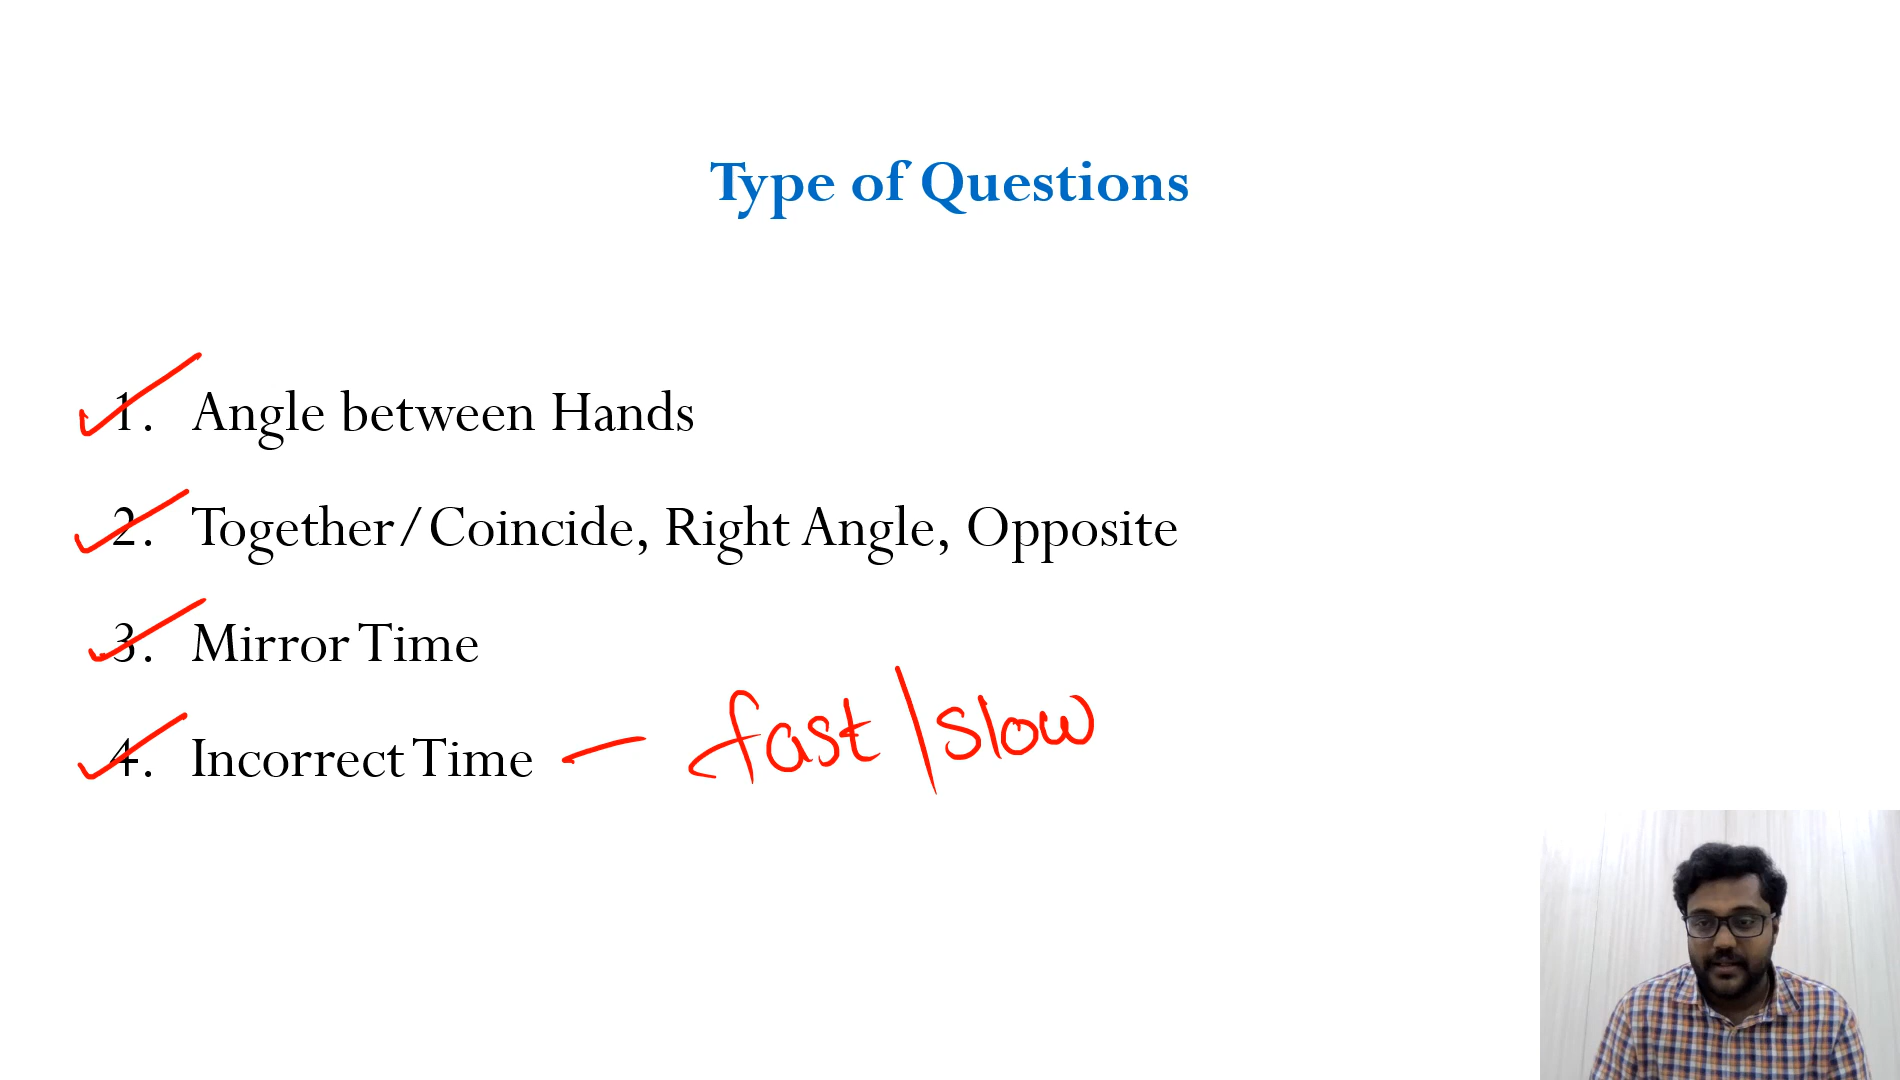 Type of Questions
1. Angle between Hands
2. Together/Coincide, Right Angle, Opposite
3. Mirror Time
4. Incorrect Time — fast/slow